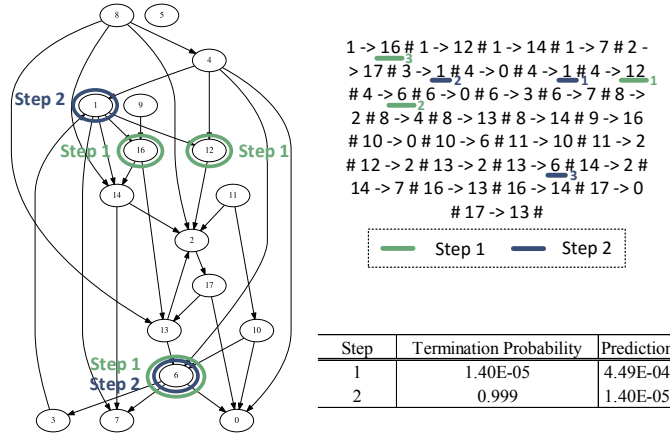 8
5
4
Step 2
1
9
Step 1
16
12
Step 1
14
11
2
17
13
10
Step 1
Step 2
6
3
7
0
1 -> 16 # 1 -> 12 # 1 -> 14 # 1 -> 7 # 2 -
3
> 17 # 3 -> 1 # 4 -> 0 # 4 -> 1 # 4 -> 12
2 1 1
# 4 -> 6 # 6 -> 0 # 6 -> 3 # 6 -> 7 # 8 ->
2
2 # 8 -> 4 # 8 -> 13 # 8 -> 14 # 9 -> 16
# 10 -> 0 # 10 -> 6 # 11 -> 10 # 11 -> 2
# 12 -> 2 # 13 -> 2 # 13 -> 6 # 14 -> 2 #
3
14 -> 7 # 16 -> 13 # 16 -> 14 # 17 -> 0
# 17 -> 13 #
Step 1 Step 2
Step Termination Probability Prediction
1 1.40E-05 4.49E-04
2 0.999 1.40E-05